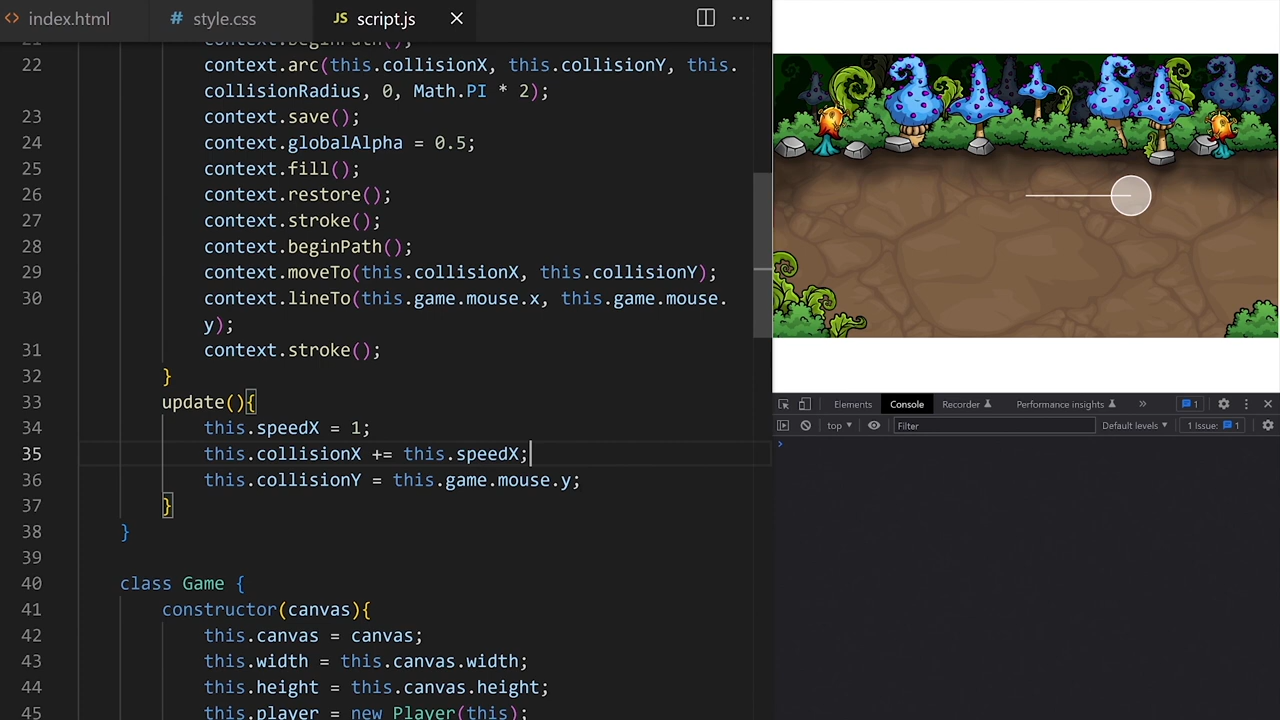 index.html
style.css
JS script.js
21 context.beginPath();
22 context.arc(this.collisionX, this.collisionY, this.
collisionRadius, 0, Math.PI * 2);
23 context.save();
24 context.globalAlpha = 0.5;
25 context.fill();
26 context.restore();
27 context.stroke();
28 context.beginPath();
29 context.moveTo(this.collisionX, this.collisionY);
30 context.lineTo(this.game.mouse.x, this.game.mouse.
y);
31 context.stroke();
32 }
33 update(){
34 this.speedX = 1;
35 this.collisionX += this.speedX;
36 this.collisionY = this.game.mouse.y;
37 }
38 }
39
40 class Game {
41 constructor(canvas){
42 this.canvas = canvas;
43 this.width = this.canvas.width;
44 this.height = this.canvas.height;
45 this.player = new Player(this);
Elements Console Recorder Performance insights 1
top Filter Default levels 1 Issue: 1